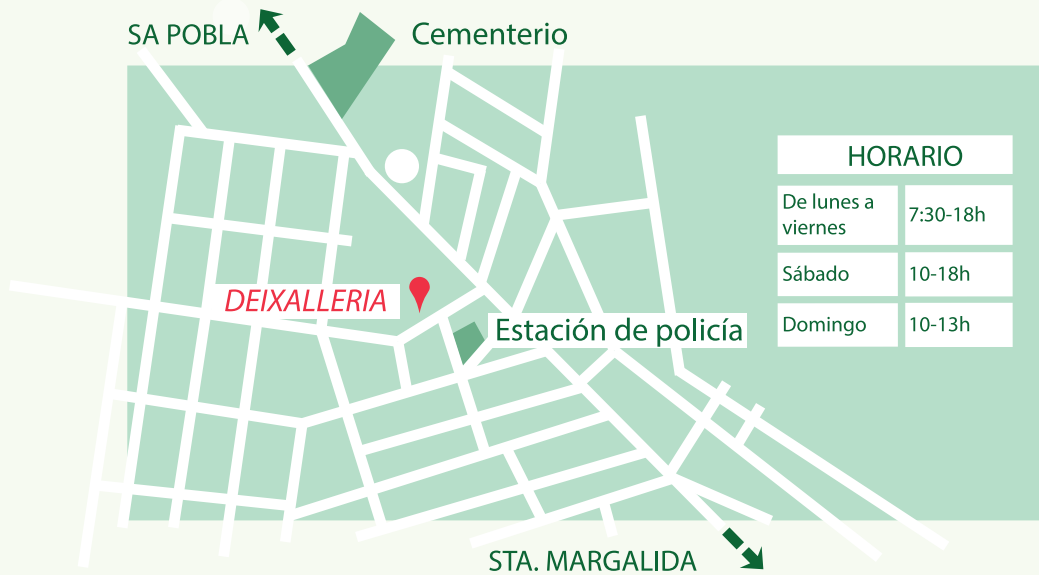 SA POBLA
Cementerio
HORARIO
De lunes a
viernes
7:30-18h
Sábado
10-18h
Domingo
10-13h
DEIXALLERIA
Estación de policía
STA. MARGALIDA